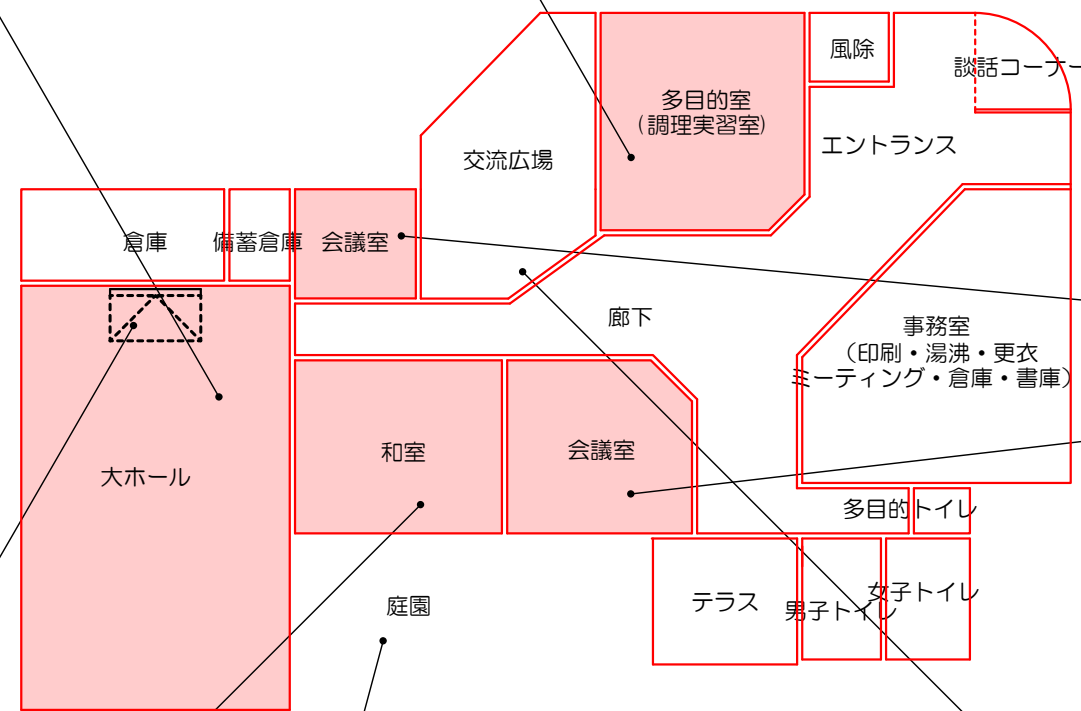 風除
談話コーナー
多目的室
(調理実習室)
エントランス
交流広場
倉庫
備蓄倉庫
会議室
廊下
事務室
（印刷・湯沸・更衣
ミーティング・倉庫・書庫）
和室
会議室
大ホール
多目的トイレ
テラス
男子トイレ
女子トイレ
庭園